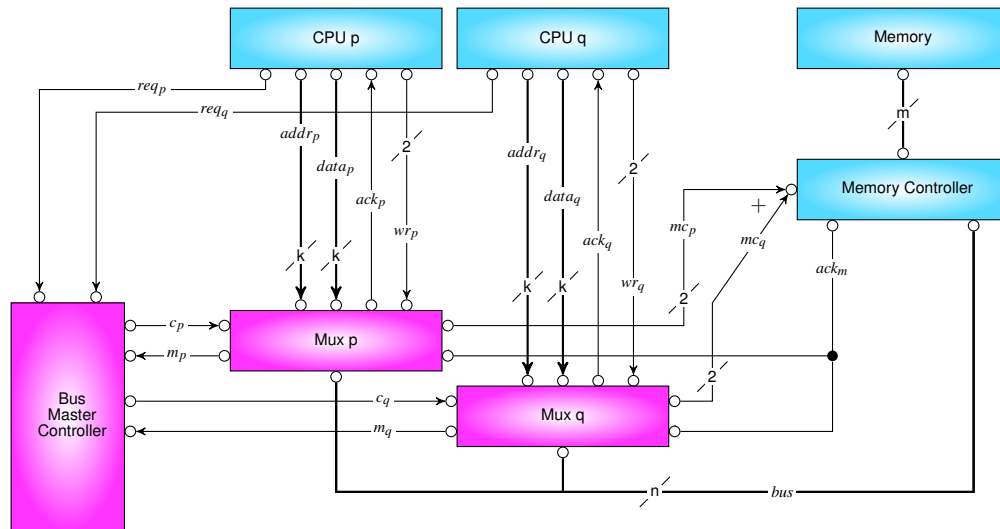 CPU p
CPU q
Memory
req_p
req_q
addr_p
data_p
ack_p
2
wr_p
addr_q
data_q
ack_q
2
wr_q
m
Memory Controller
+
mc_p
mc_q
ack_m
k
k
k
k
2
2
c_p
m_p
Mux p
Bus
Master
Controller
c_q
m_q
Mux q
n
bus